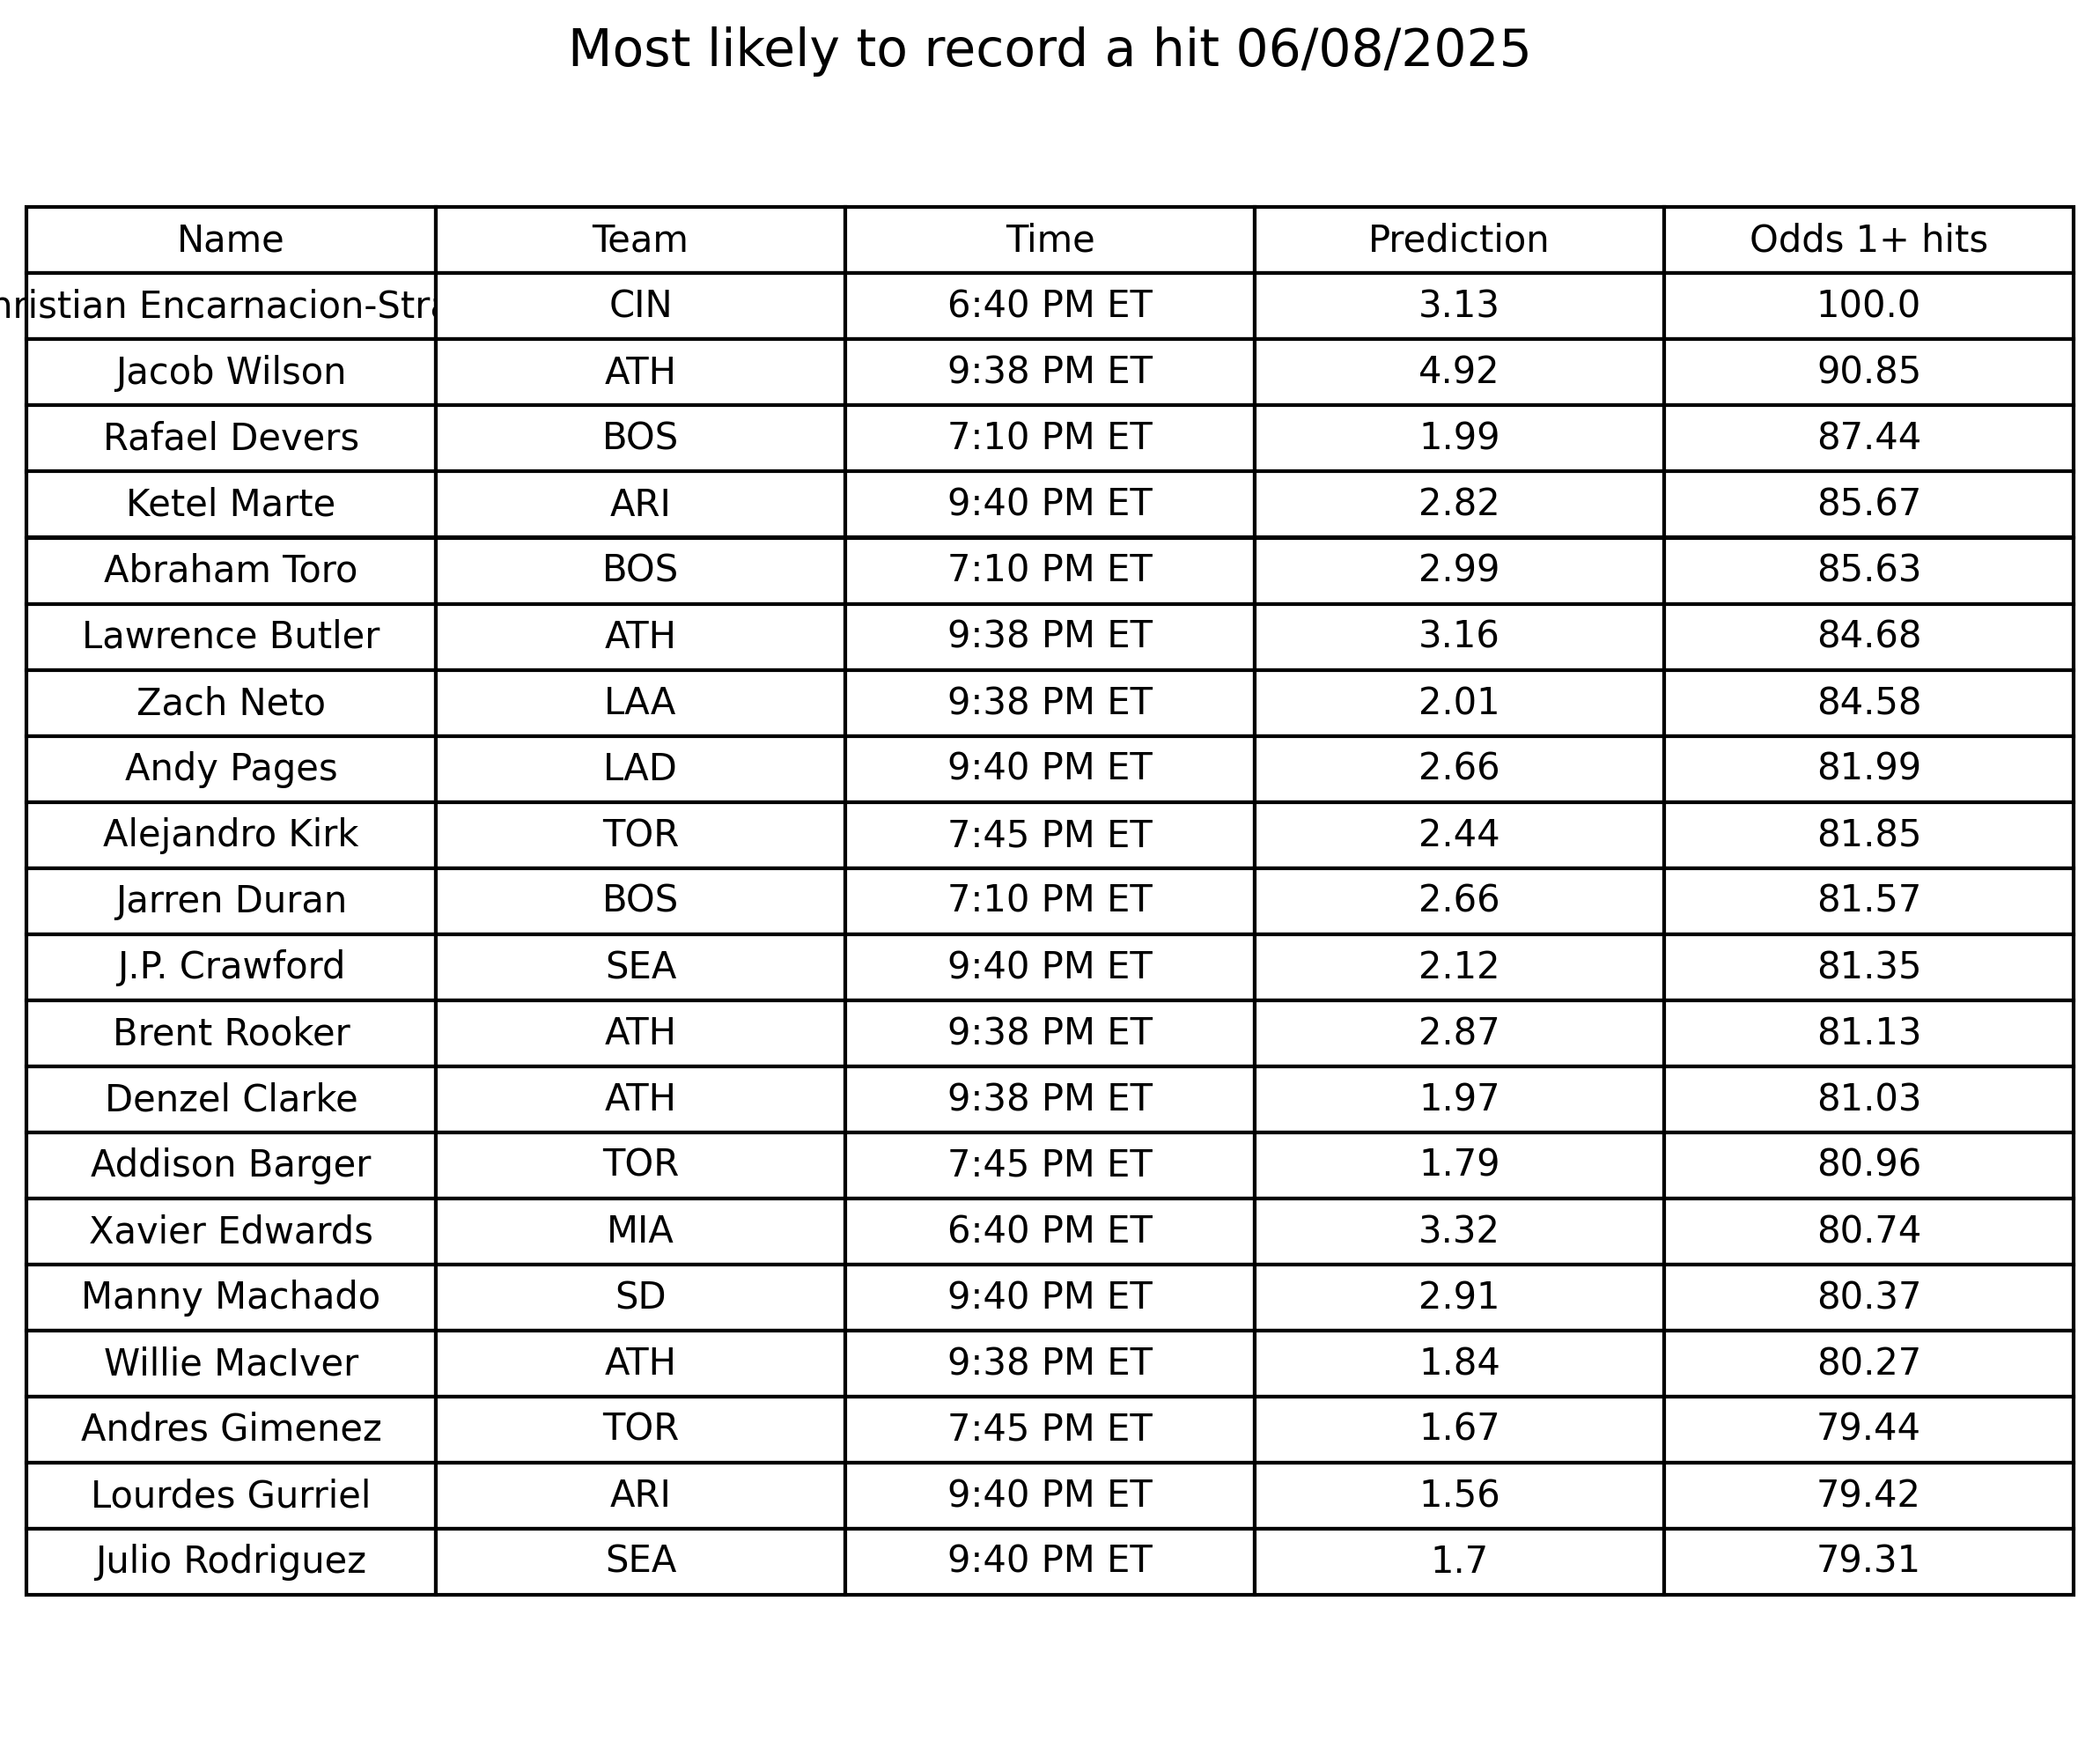 Most likely to record a hit 06/08/2025
Name Team Time Prediction Odds 1+ hits
hristian Encarnacion-Stra CIN 6:40 PM ET 3.13 100.0
Jacob Wilson ATH 9:38 PM ET 4.92 90.85
Rafael Devers BOS 7:10 PM ET 1.99 87.44
Ketel Marte ARI 9:40 PM ET 2.82 85.67
Abraham Toro BOS 7:10 PM ET 2.99 85.63
Lawrence Butler ATH 9:38 PM ET 3.16 84.68
Zach Neto LAA 9:38 PM ET 2.01 84.58
Andy Pages LAD 9:40 PM ET 2.66 81.99
Alejandro Kirk TOR 7:45 PM ET 2.44 81.85
Jarren Duran BOS 7:10 PM ET 2.66 81.57
J.P. Crawford SEA 9:40 PM ET 2.12 81.35
Brent Rooker ATH 9:38 PM ET 2.87 81.13
Denzel Clarke ATH 9:38 PM ET 1.97 81.03
Addison Barger TOR 7:45 PM ET 1.79 80.96
Xavier Edwards MIA 6:40 PM ET 3.32 80.74
Manny Machado SD 9:40 PM ET 2.91 80.37
Willie MacIver ATH 9:38 PM ET 1.84 80.27
Andres Gimenez TOR 7:45 PM ET 1.67 79.44
Lourdes Gurriel ARI 9:40 PM ET 1.56 79.42
Julio Rodriguez SEA 9:40 PM ET 1.7 79.31